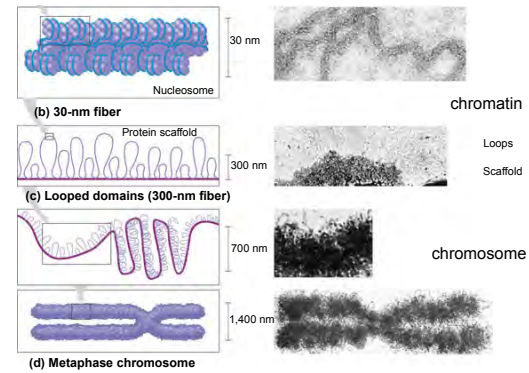 30 nm
Nucleosome
(b) 30-nm fiber
chromatin
Protein scaffold
Loops
300 nm
Scaffold
(c) Looped domains (300-nm fiber)
700 nm
chromosome
1,400 nm
(d) Metaphase chromosome